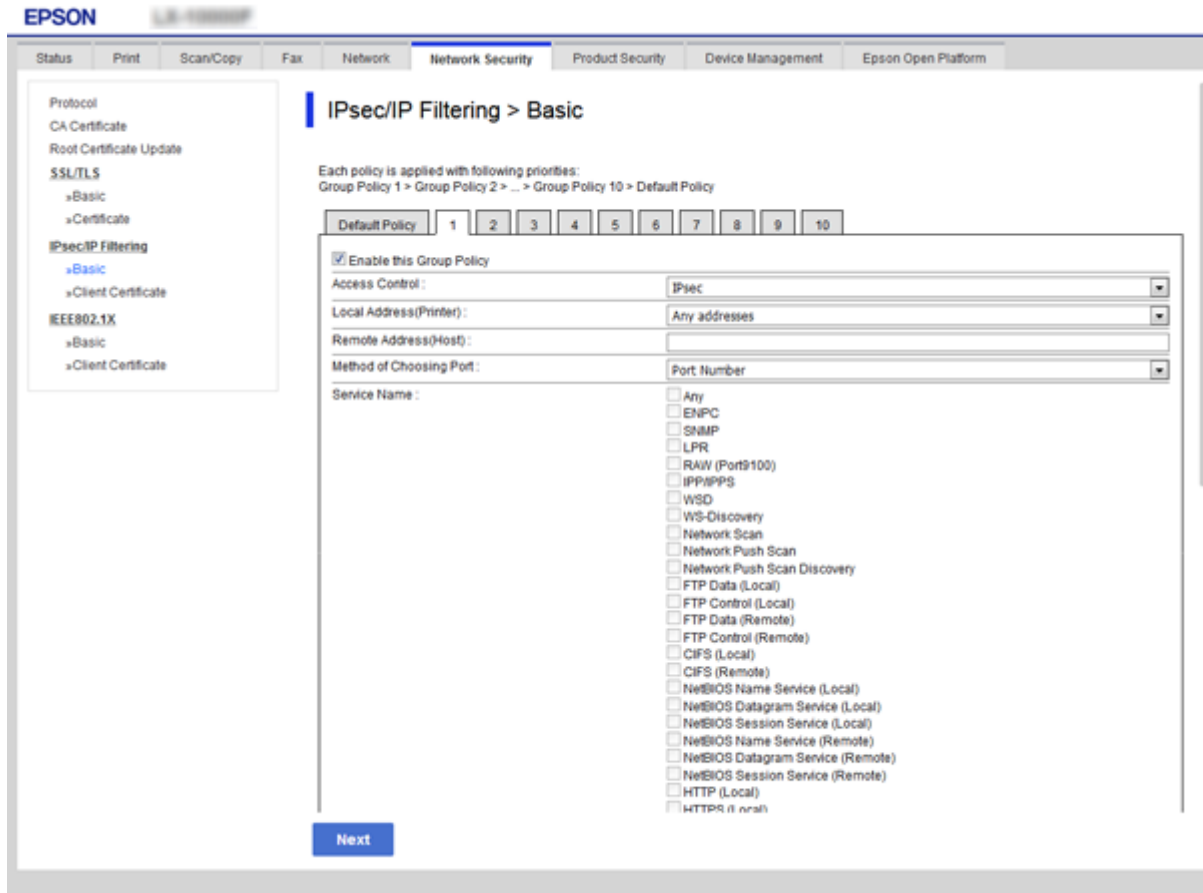 EPSON
Status Print Scan/Copy Fax Network Network Security Product Security Device Management Epson Open Platform
Protocol
CA Certificate
Root Certificate Update
SSL/TLS
»Basic
»Certificate
IPsec/IP Filtering
»Basic
»Client Certificate
IEEE802.1X
»Basic
»Client Certificate
IPsec/IP Filtering > Basic
Each policy is applied with following priorities:
Group Policy 1 > Group Policy 2 > ... > Group Policy 10 > Default Policy
Default Policy 1 2 3 4 5 6 7 8 9 10
Enable this Group Policy
Access Control : IPsec
Local Address(Printer) : Any addresses
Remote Address(Host) :
Method of Choosing Port : Port Number
Service Name : Any
ENPC
SNMP
LPR
RAW (Port9100)
IPP/IPPS
WSD
WS-Discovery
Network Scan
Network Push Scan
Network Push Scan Discovery
FTP Data (Local)
FTP Control (Local)
FTP Data (Remote)
FTP Control (Remote)
CIFS (Local)
CIFS (Remote)
NetBIOS Name Service (Local)
NetBIOS Datagram Service (Local)
NetBIOS Session Service (Local)
NetBIOS Name Service (Remote)
NetBIOS Datagram Service (Remote)
NetBIOS Session Service (Remote)
HTTP (Local)
HTTPS (Local)
Next